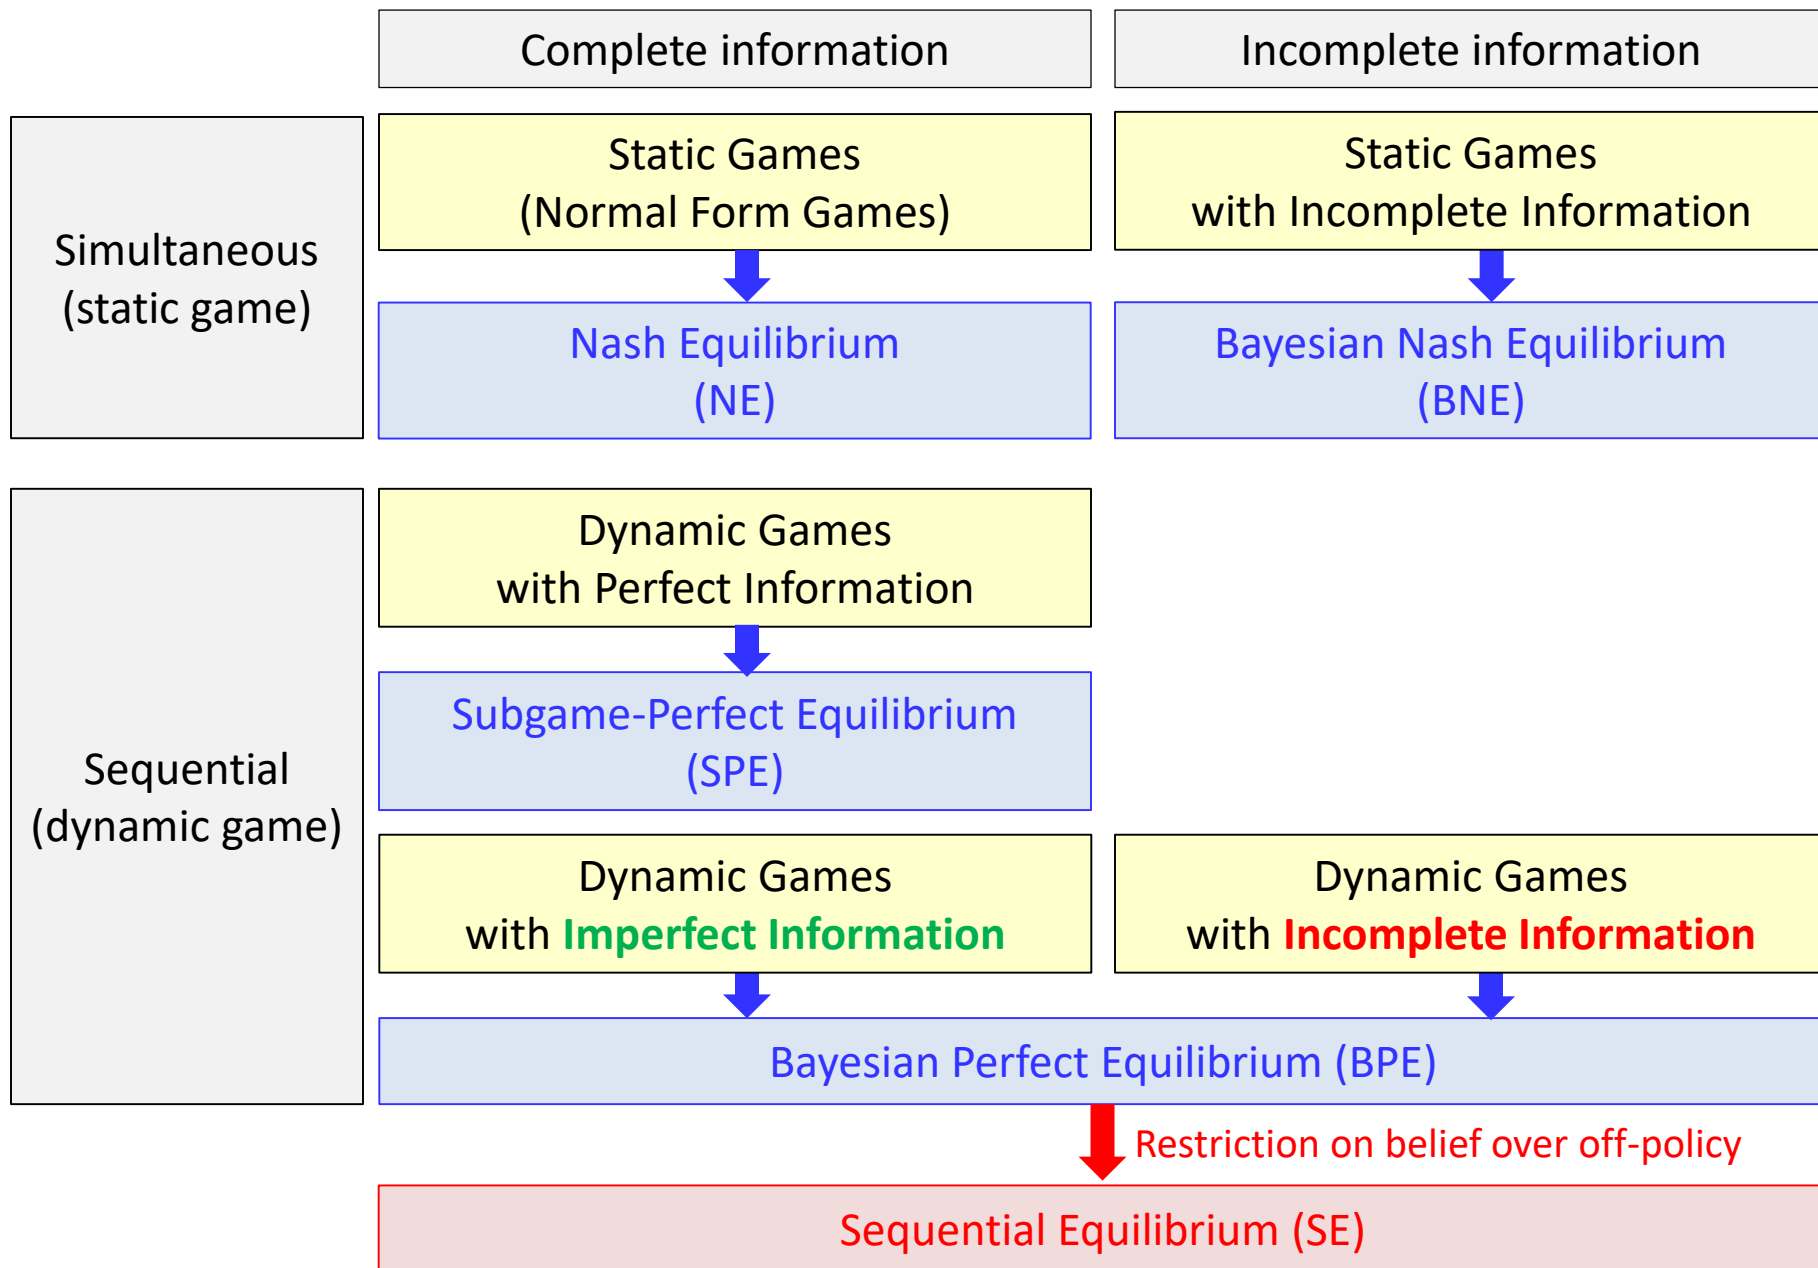 Complete information
Incomplete information
Simultaneous
(static game)
Static Games
(Normal Form Games)
Static Games
with Incomplete Information
Nash Equilibrium
(NE)
Bayesian Nash Equilibrium
(BNE)
Sequential
(dynamic game)
Dynamic Games
with Perfect Information
Subgame-Perfect Equilibrium
(SPE)
Dynamic Games
with Imperfect Information
Dynamic Games
with Incomplete Information
Bayesian Perfect Equilibrium (BPE)
Restriction on belief over off-policy
Sequential Equilibrium (SE)